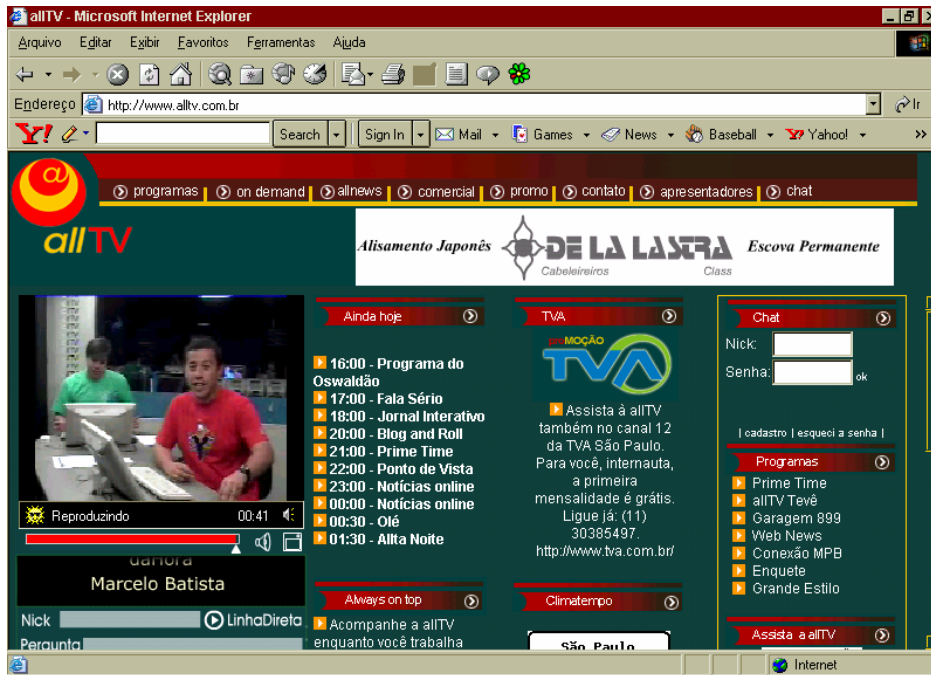 allTV - Microsoft Internet Explorer
Arquivo Editar Exibir Favoritos Ferramentas Ajuda
Endereço http://www.alltv.com.br Ir
Y! Search Sign In Mail Games News Baseball Yahoo! »
@
programas | on demand | allnews | comercial | promo | contato | apresentadores | chat
allTV
Alisamento Japonês DE LA LASTRA Escova Permanente
Cabeleireiros Class
Ainda hoje
16:00 - Programa do
Oswaldão
17:00 - Fala Sério
18:00 - Jornal Interativo
20:00 - Blog and Roll
21:00 - Prime Time
22:00 - Ponto de Vista
23:00 - Notícias online
00:00 - Notícias online
00:30 - Olé
01:30 - Allta Noite
Always on top
Acompanhe a allTV
enquanto você trabalha
TVA
proMOÇÃO
TVA
Assista à allTV
também no canal 12
da TVA São Paulo.
Para você, internauta,
a primeira
mensalidade é grátis.
Ligue já: (11)
30385497.
http://www.tva.com.br/
Climatempo
São Paulo
Chat
Nick:
Senha: ok
| cadastro | esqueci a senha |
Programas
Prime Time
allTV Tevê
Garagem 899
Web News
Conexão MPB
Enquete
Grande Estilo
Assista a allTV
Reproduzindo 00:41
daHora
Marcelo Batista
Nick LinhaDireta
Pergunta
Internet